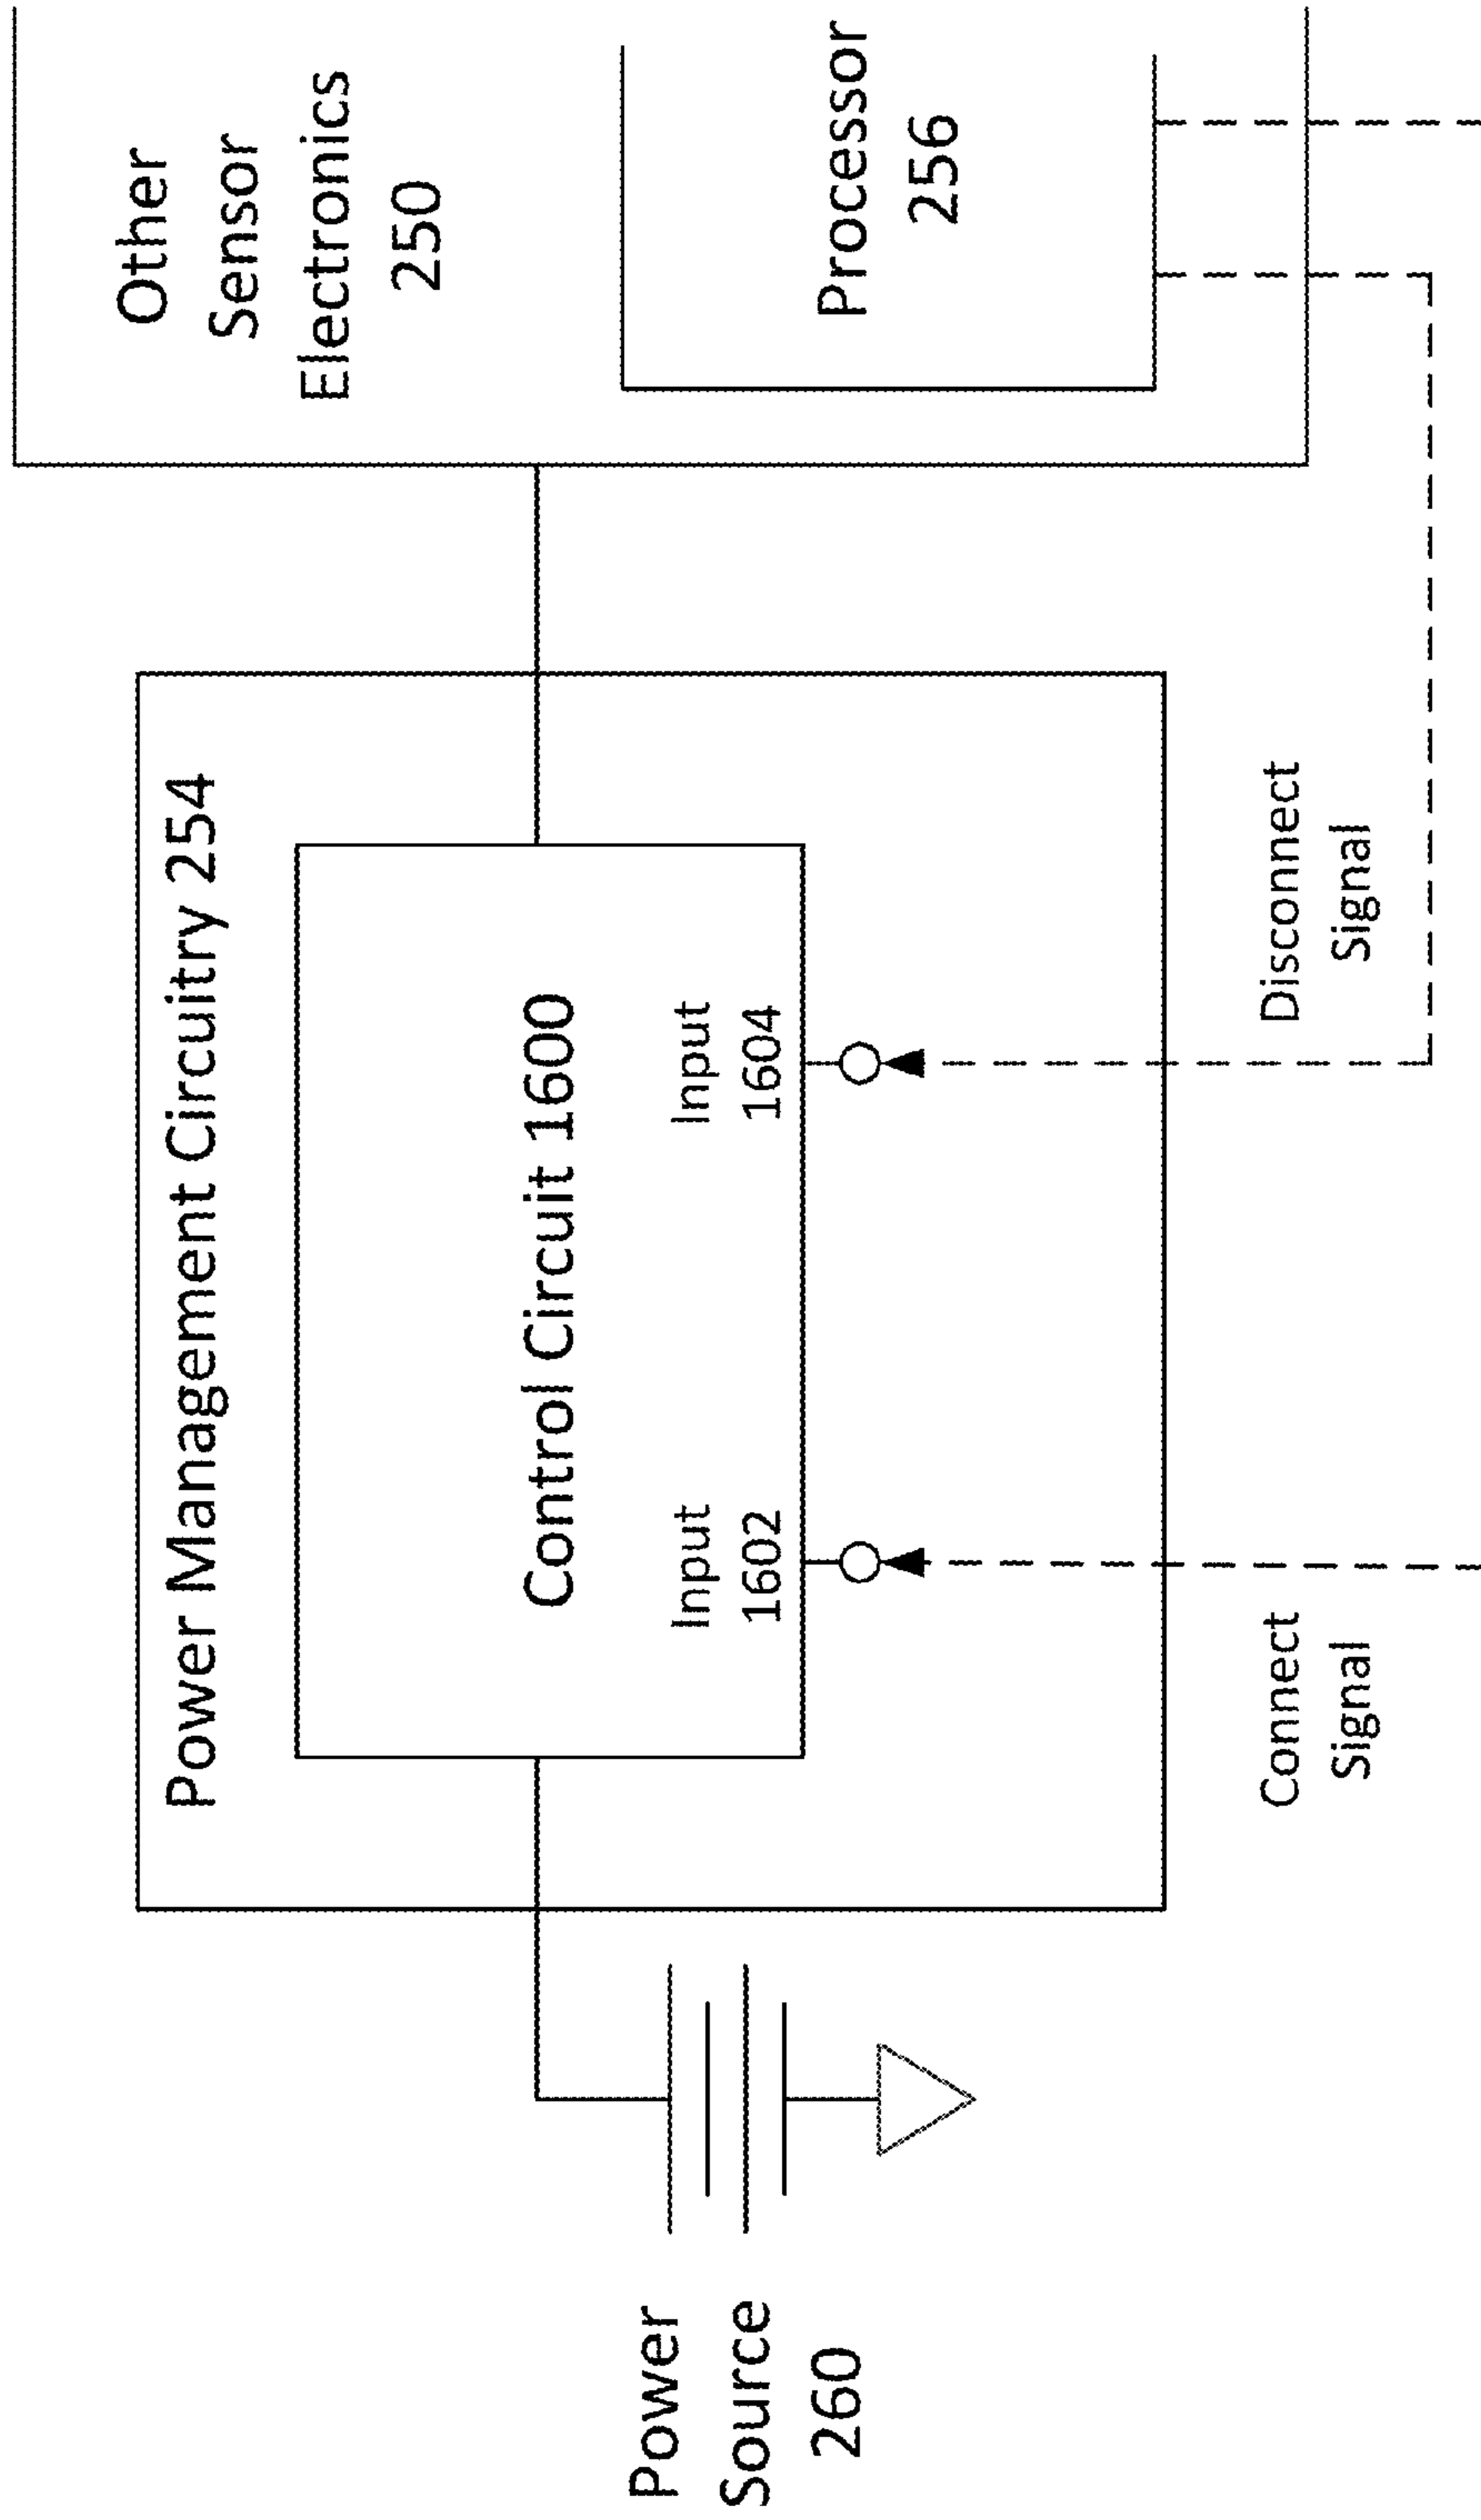 Power Management Circuitry 254
Other
Sensor
Electronics
250
Control Circuit 1600
Power
Source
260
Input
1602
Input
1604
Processor
256
Connect
Signal
Disconnect
Signal